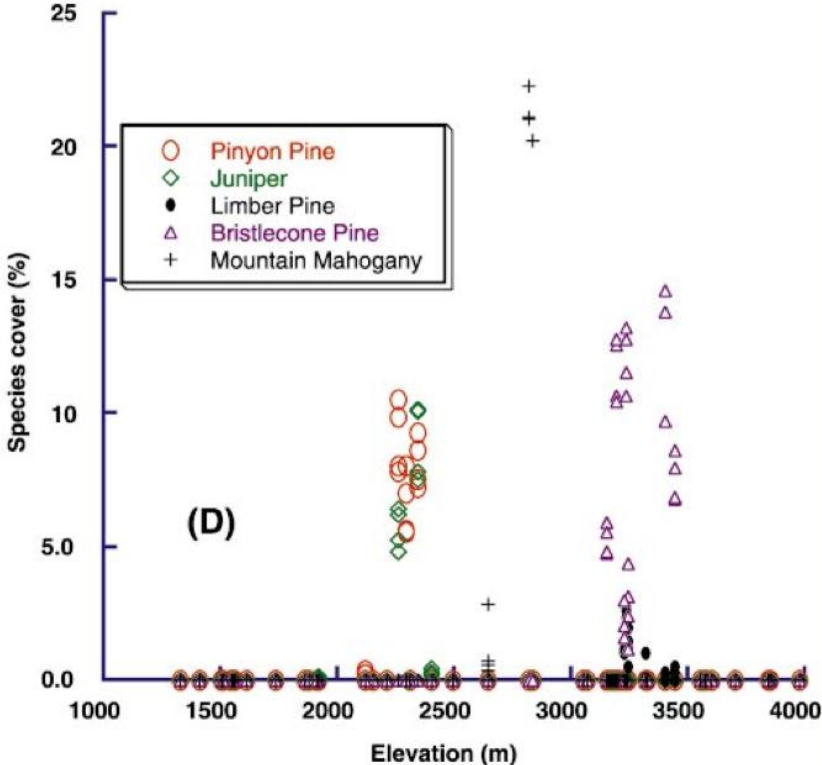 25
20
15
10
5.0
0.0
Species cover (%)
Pinyon Pine
Juniper
Limber Pine
Bristlecone Pine
Mountain Mahogany
(D)
1000 1500 2000 2500 3000 3500 4000
Elevation (m)